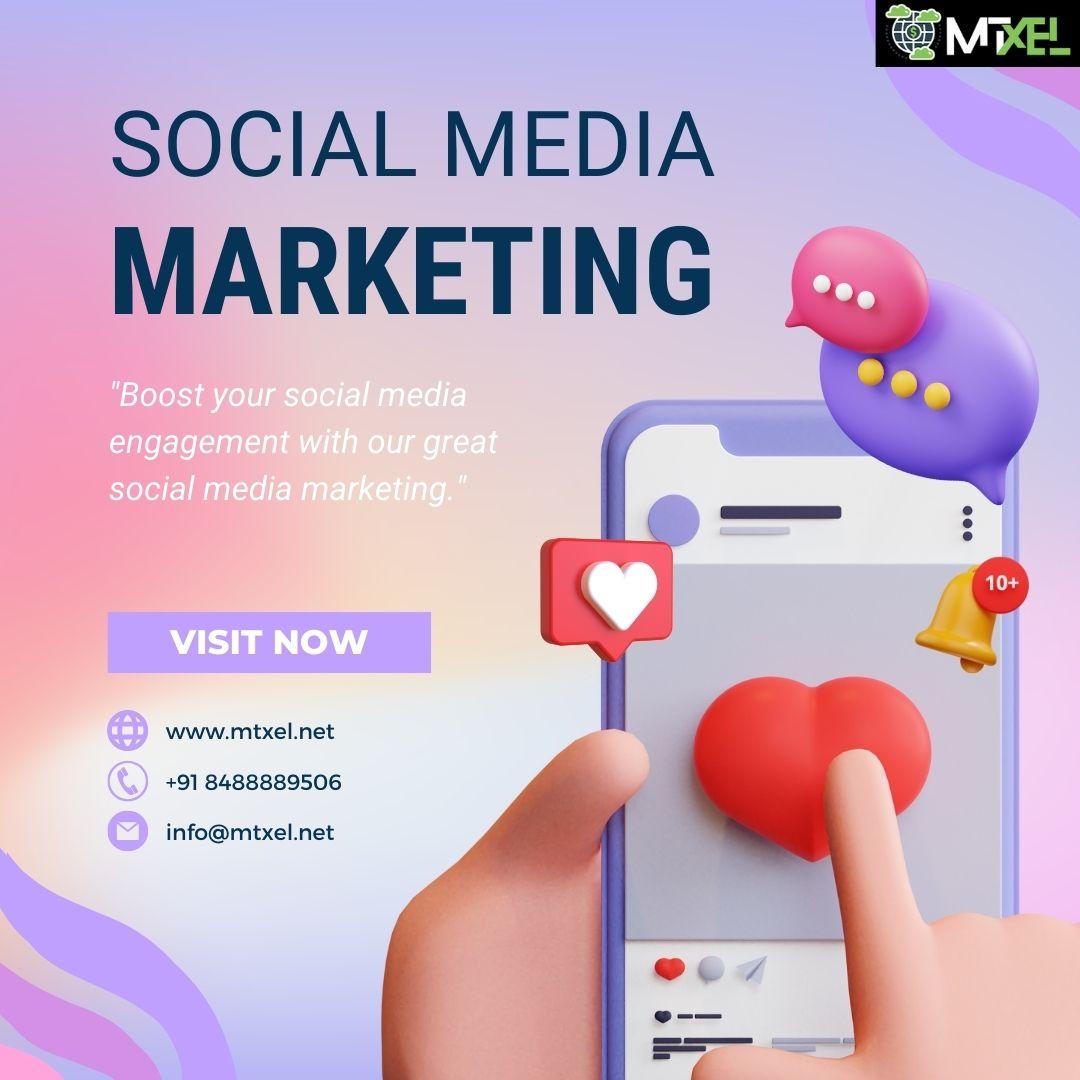 MTXEL
SOCIAL MEDIA
MARKETING
"Boost your social media
engagement with our great
social media marketing."
10+
VISIT NOW
www.mtxel.net
+91 8488889506
info@mtxel.net